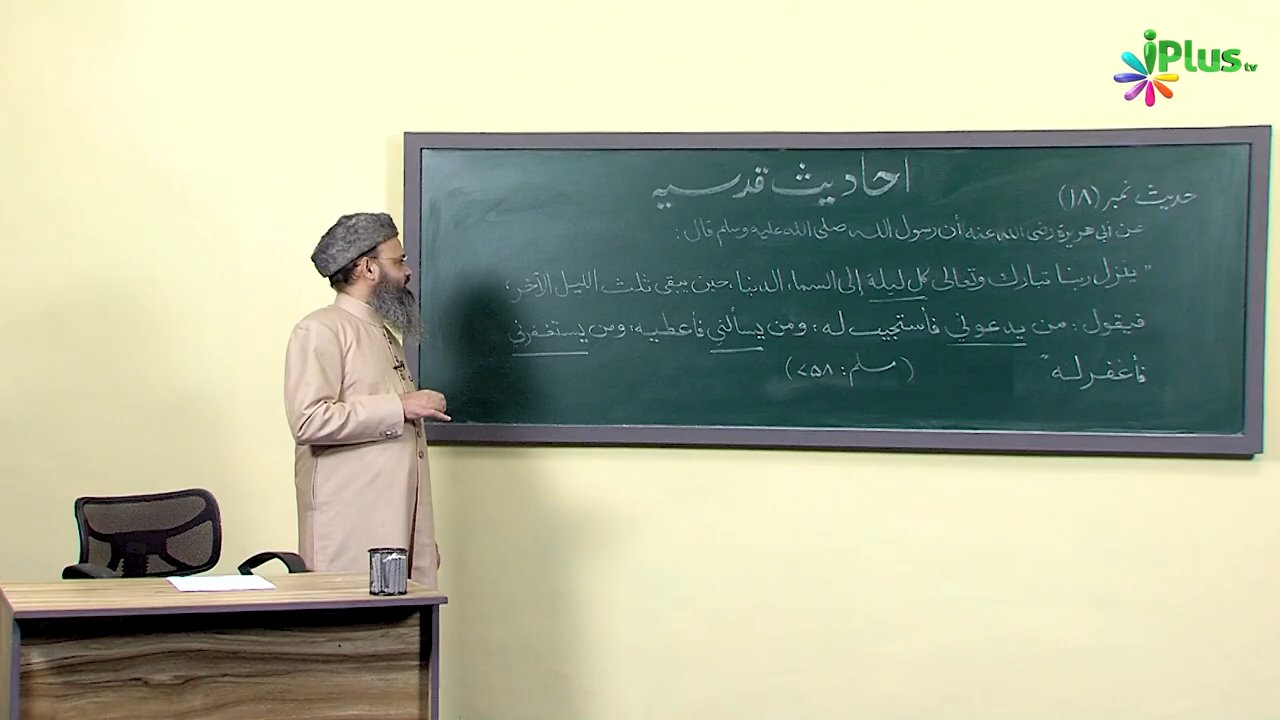 iPlus tv
احادیث قدسیہ
حدیث نمبر (۱۸)
عن أبي هريرة رضى الله عنه أن رسول الله صلى الله عليه وسلم قال :
" ينزل ربنا تبارك وتعالى كل ليلة إلى السماء الدنيا حين يبقى ثلث الليل الآخر،
فيقول : من يدعوني فأستجيب له ؛ ومن يسألني فأعطيه ؛ ومن يستغفرني
فأغفر له "
(مسلم : ۷۵۸)